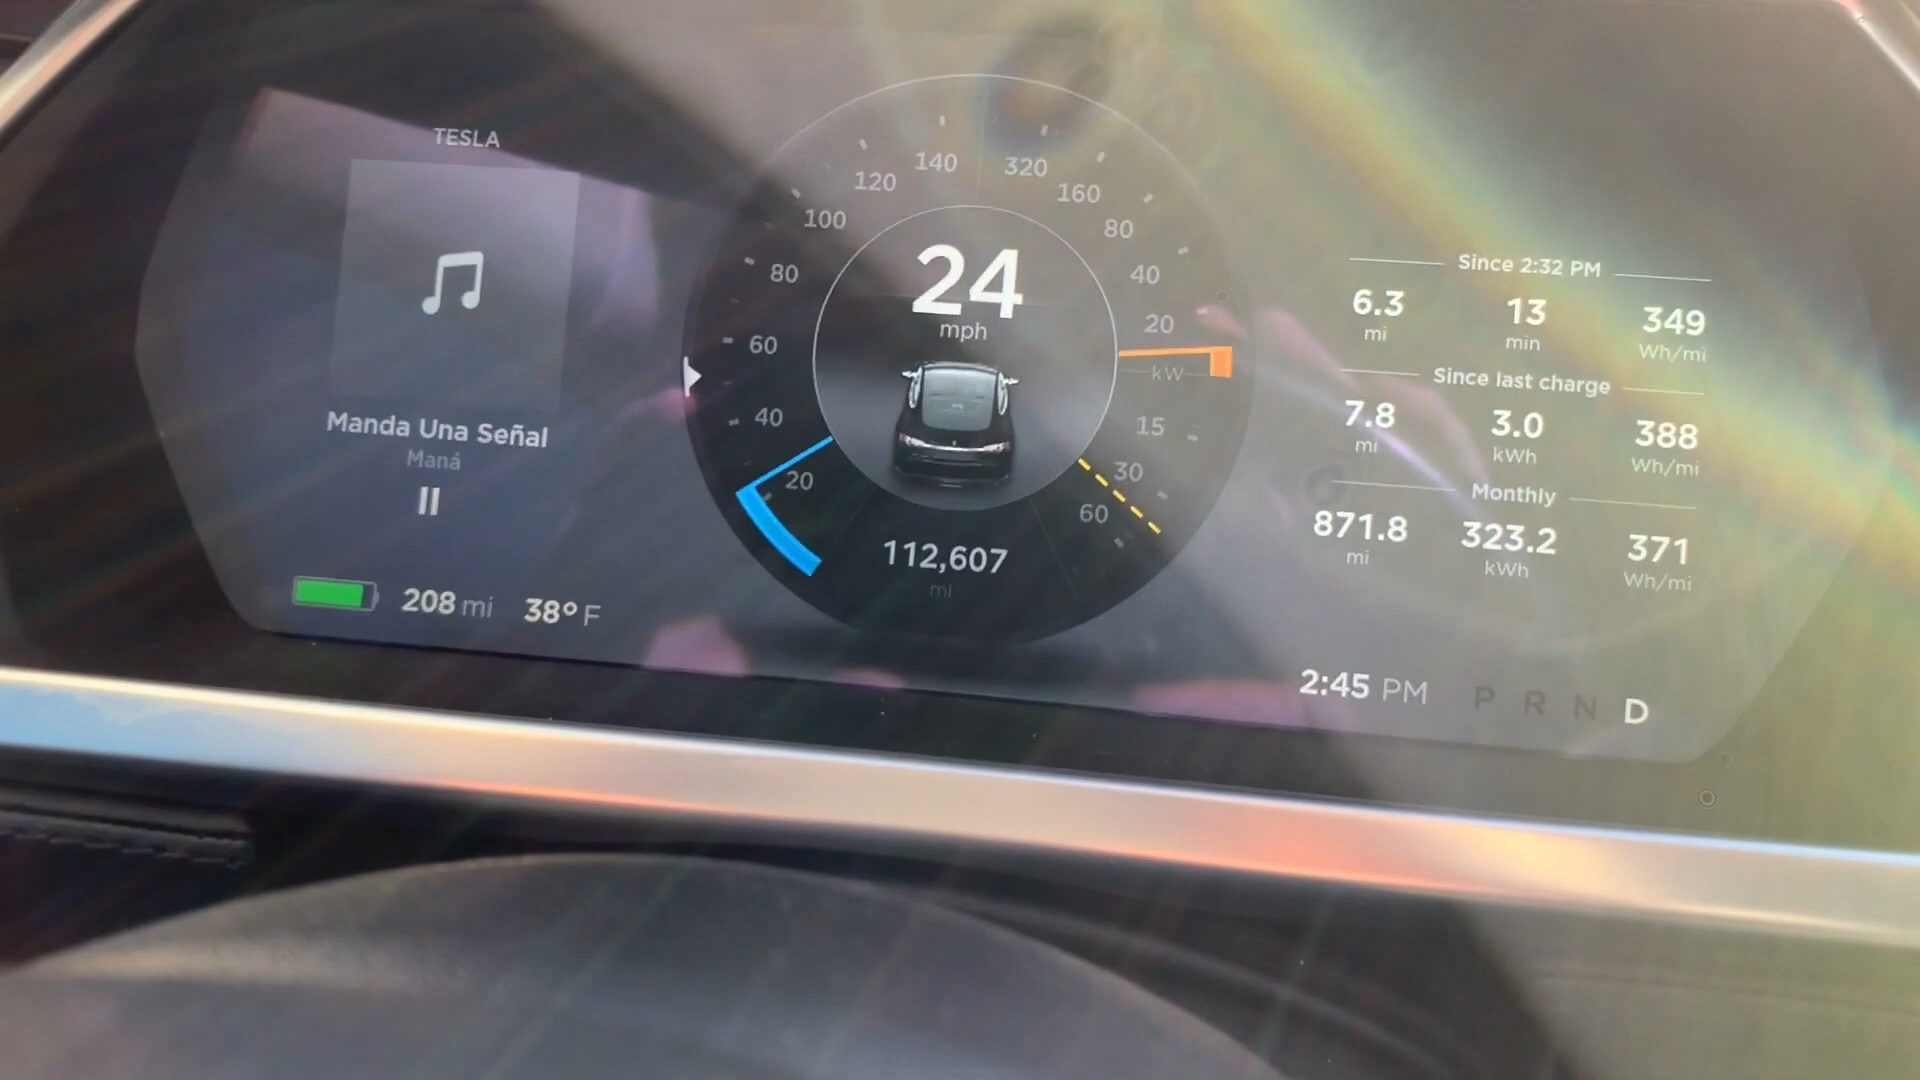 TESLA
Manda Una Señal
Maná
208 mi 38° F
140
120
100
80
60
40
20
320
160
80
40
20
kW
15
30
60
24
mph
112,607
mi
Since 2:32 PM
6.3 13 349
mi min Wh/mi
Since last charge
7.8 3.0 388
mi kWh Wh/mi
Monthly
871.8 323.2 371
mi kWh Wh/mi
2:45 PM P R N D